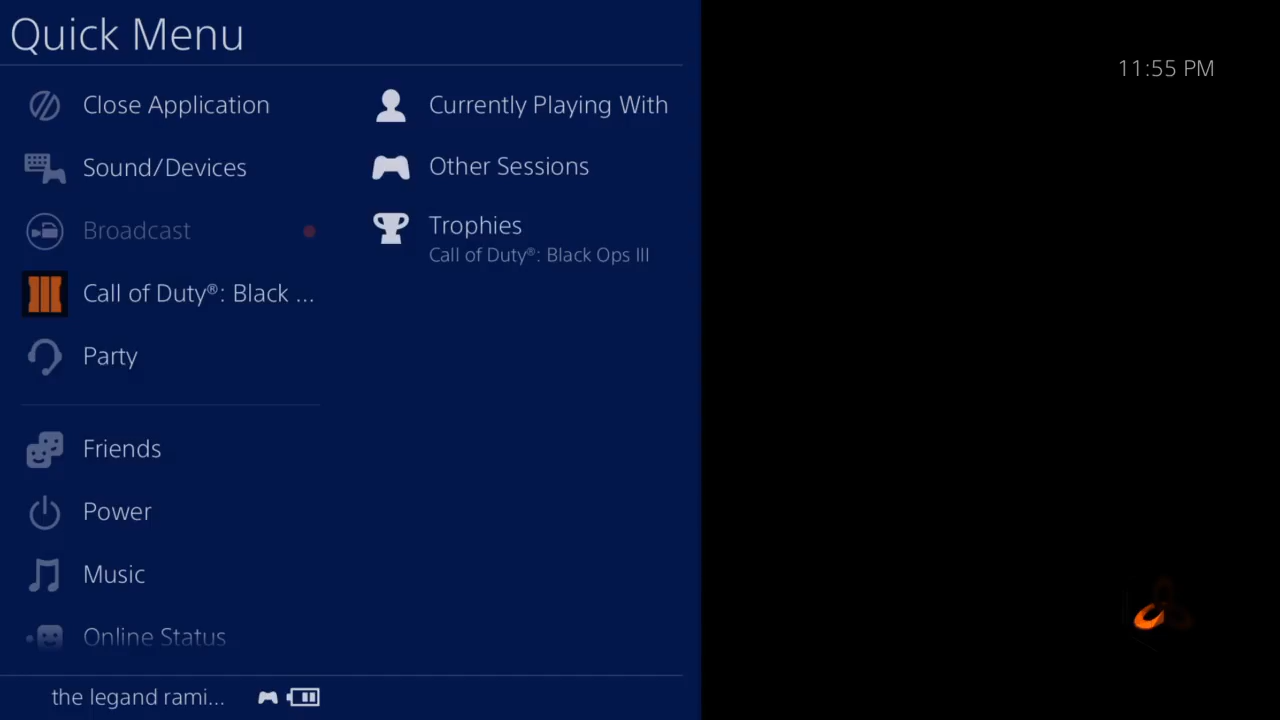 Quick Menu
11:55 PM
Close Application
Sound/Devices
Broadcast
Call of Duty®: Black ...
Party
Friends
Power
Music
Online Status
Currently Playing With
Other Sessions
Trophies
Call of Duty®: Black Ops III
the legand rami...